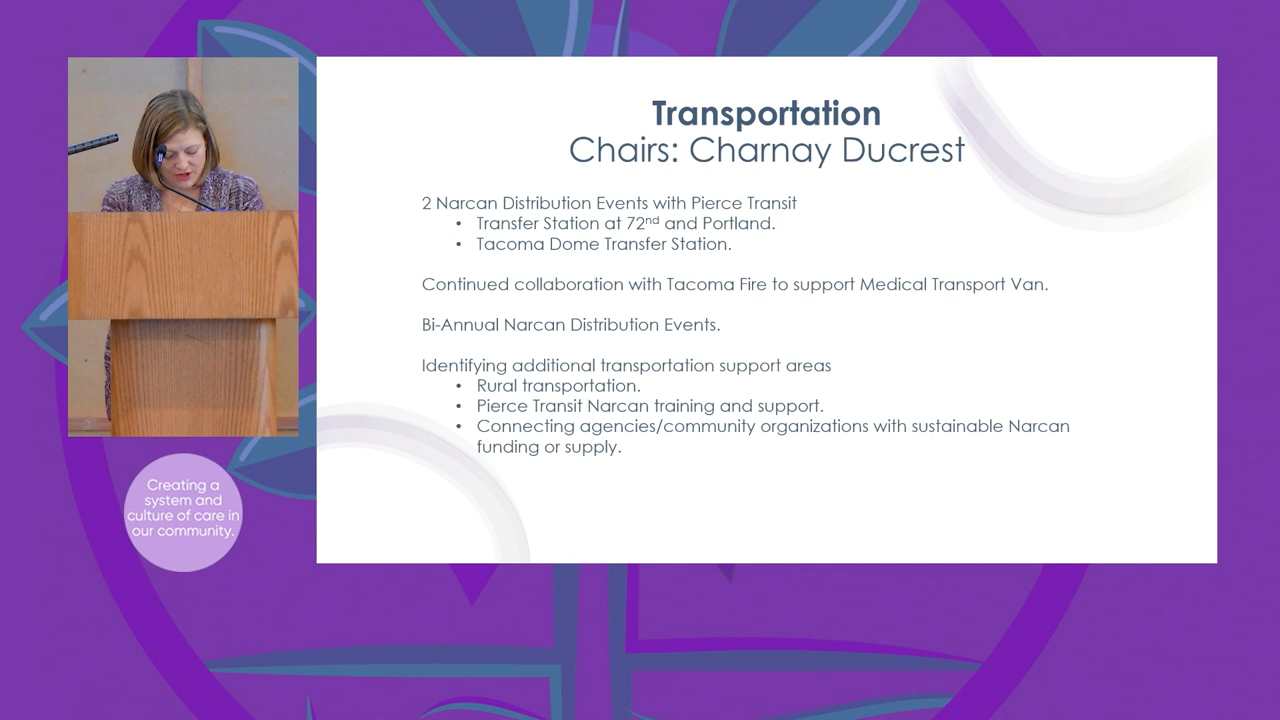 Transportation
Chairs: Charnay Ducrest
2 Narcan Distribution Events with Pierce Transit
• Transfer Station at 72nd and Portland.
• Tacoma Dome Transfer Station.
Continued collaboration with Tacoma Fire to support Medical Transport Van.
Bi-Annual Narcan Distribution Events.
Identifying additional transportation support areas
• Rural transportation.
• Pierce Transit Narcan training and support.
• Connecting agencies/community organizations with sustainable Narcan
funding or supply.
Creating a
system and
culture of care in
our community.